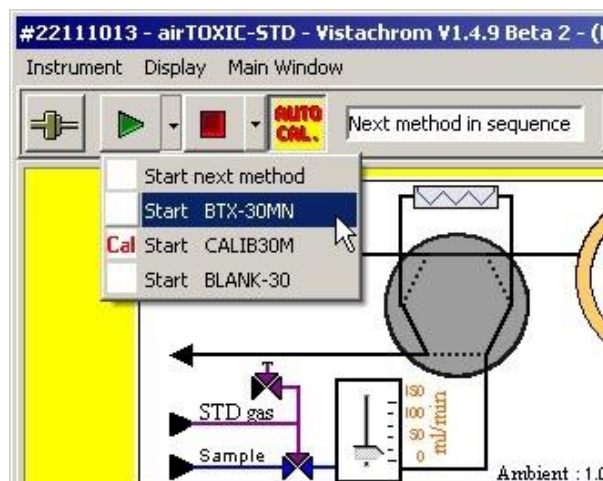 #22111013 - airTOXIC-STD - Vistachrom V1.4.9 Beta 2 - (
Instrument Display Main Window
AUTO CAL.
Next method in sequence
Start next method
Start BTX-30MN
Cal Start CALIB30M
Start BLANK-30
T
STD gas
Sample
150
100
50
0
ml/min
Ambient : 1.0